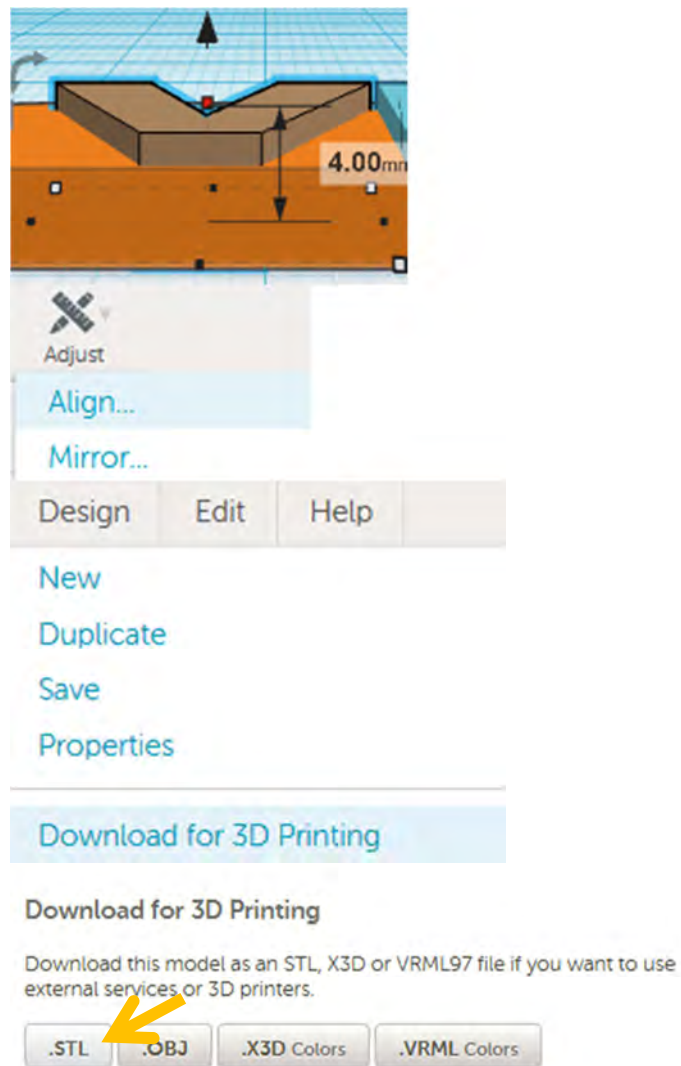 4.00mm
Adjust
Align...
Mirror...
Design Edit Help
New
Duplicate
Save
Properties
Download for 3D Printing
Download for 3D Printing
Download this model as an STL, X3D or VRML97 file if you want to use
external services or 3D printers.
.STL .OBJ .X3D Colors .VRML Colors